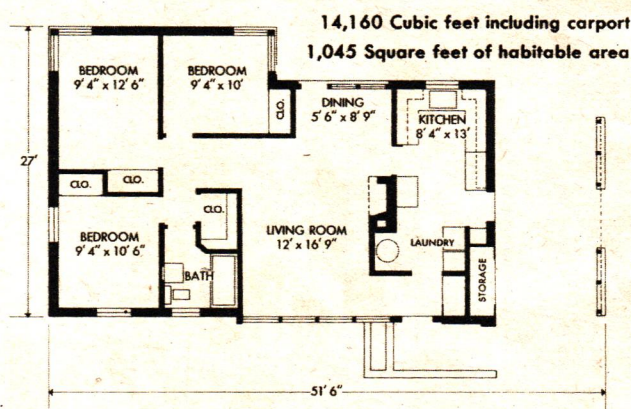 14,160 Cubic feet including carport
1,045 Square feet of habitable area
BEDROOM
9' 4" x 12' 6"
BEDROOM
9' 4" x 10'
CLO.
DINING
5' 6" x 8' 9"
KITCHEN
8' 4" x 13'
27'
CLO.
CLO.
CLO.
BEDROOM
9' 4" x 10' 6"
LIVING ROOM
12' x 16' 9"
LAUNDRY
BATH
STORAGE
51' 6"